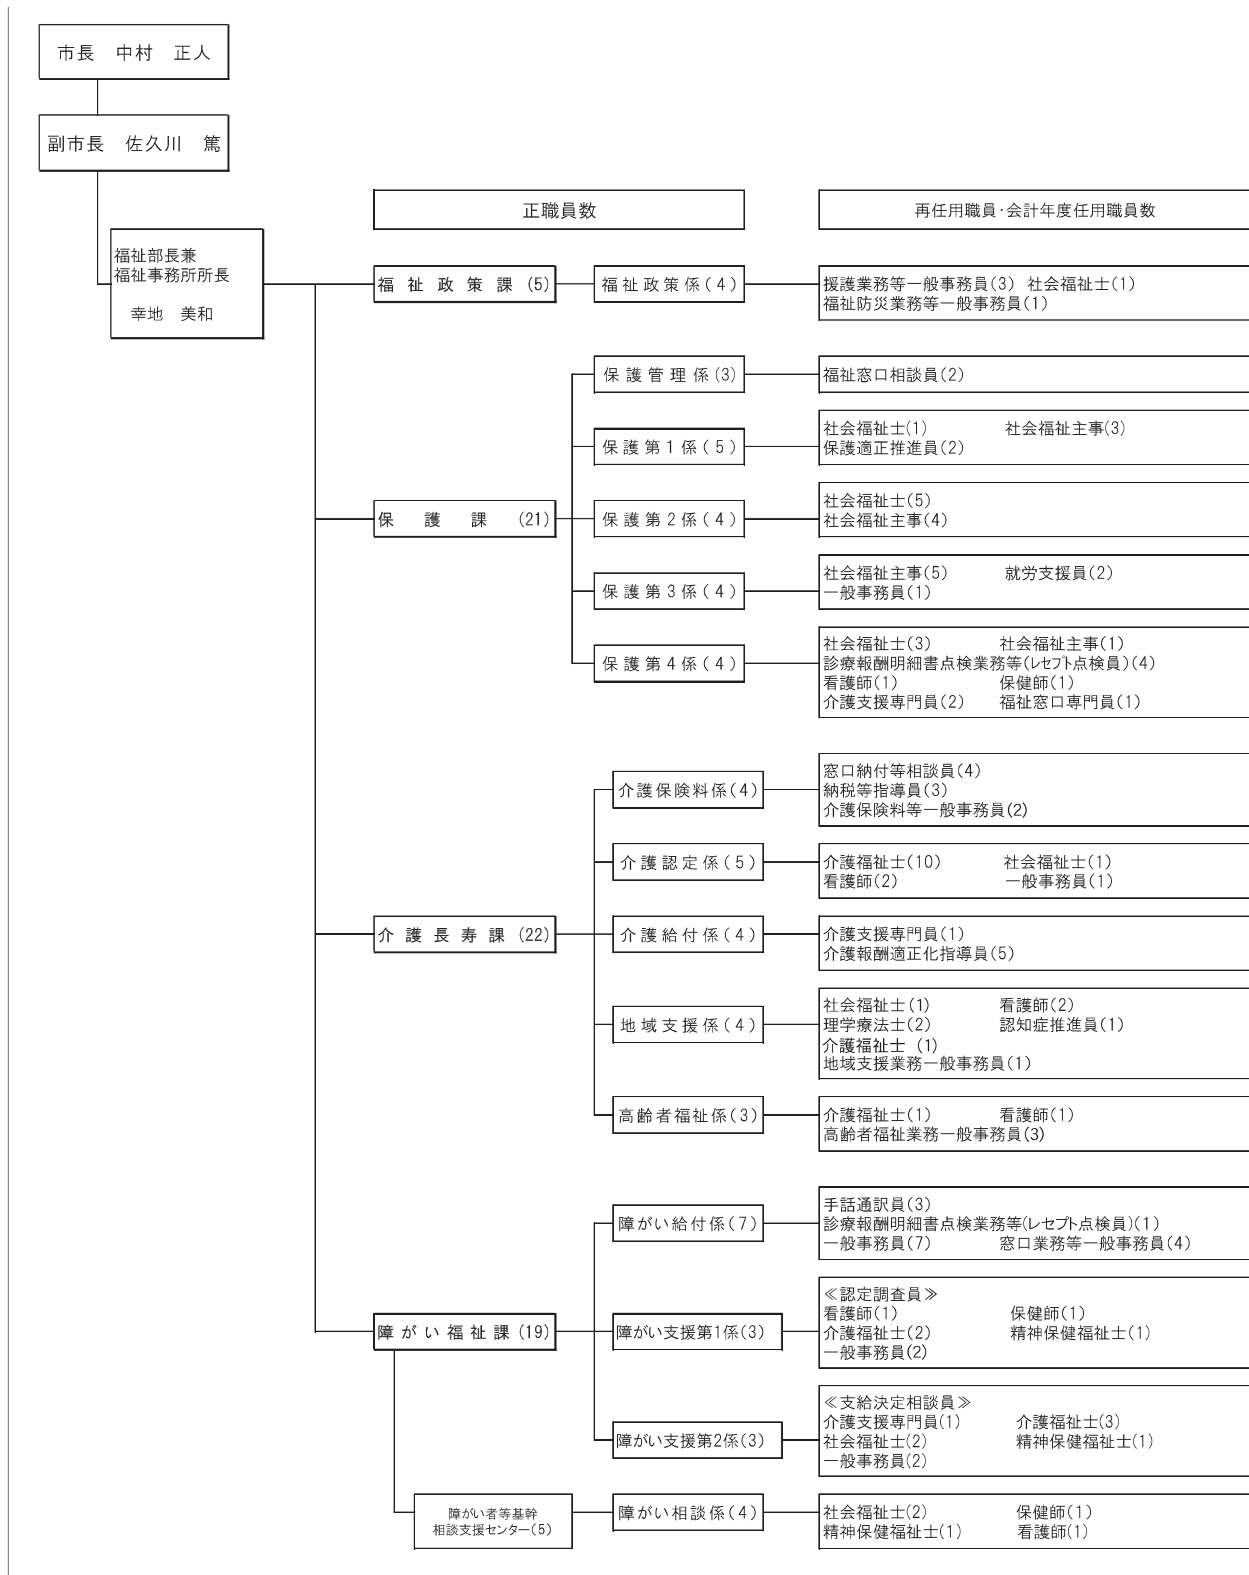 市長　中村　正人
副市長　佐久川　篤
正職員数
再任用職員・会計年度任用職員数
福祉部長兼
福祉事務所所長
幸地　美和
福祉政策課(5)
福祉政策係(4)
援護業務等一般事務員(3)　社会福祉士(1)
福祉防災業務等一般事務員(1)
保護課(21)
保護管理係(3)
福祉窓口相談員(2)
保護第1係(5)
社会福祉士(1)　社会福祉主事(3)
保護適正推進員(2)
保護第2係(4)
社会福祉士(5)
社会福祉主事(4)
保護第3係(4)
社会福祉主事(5)　就労支援員(2)
一般事務員(1)
保護第4係(4)
社会福祉士(3)　社会福祉主事(1)
診療報酬明細書点検業務等(レセプト点検員)(4)
看護師(1)　保健師(1)
介護支援専門員(2)　福祉窓口専門員(1)
介護長寿課(22)
介護保険料係(4)
窓口納付等相談員(4)
納税等指導員(3)
介護保険料等一般事務員(2)
介護認定係(5)
介護福祉士(10)　社会福祉士(1)
看護師(2)　一般事務員(1)
介護給付係(4)
介護支援専門員(1)
介護報酬適正化指導員(5)
地域支援係(4)
社会福祉士(1)　看護師(2)
理学療法士(2)　認知症推進員(1)
介護福祉士 (1)
地域支援業務一般事務員(1)
高齢者福祉係(3)
介護福祉士(1)　看護師(1)
高齢者福祉業務一般事務員(3)
障がい福祉課(19)
障がい給付係(7)
手話通訳員(3)
診療報酬明細書点検業務等(レセプト点検員)(1)
一般事務員(7)　窓口業務等一般事務員(4)
障がい支援第1係(3)
≪認定調査員≫
看護師(1)　保健師(1)
介護福祉士(2)　精神保健福祉士(1)
一般事務員(2)
障がい支援第2係(3)
≪支給決定相談員≫
介護支援専門員(1)　介護福祉士(3)
社会福祉士(2)　精神保健福祉士(1)
一般事務員(2)
障がい者等基幹
相談支援センター(5)
障がい相談係(4)
社会福祉士(2)　保健師(1)
精神保健福祉士(1)　看護師(1)